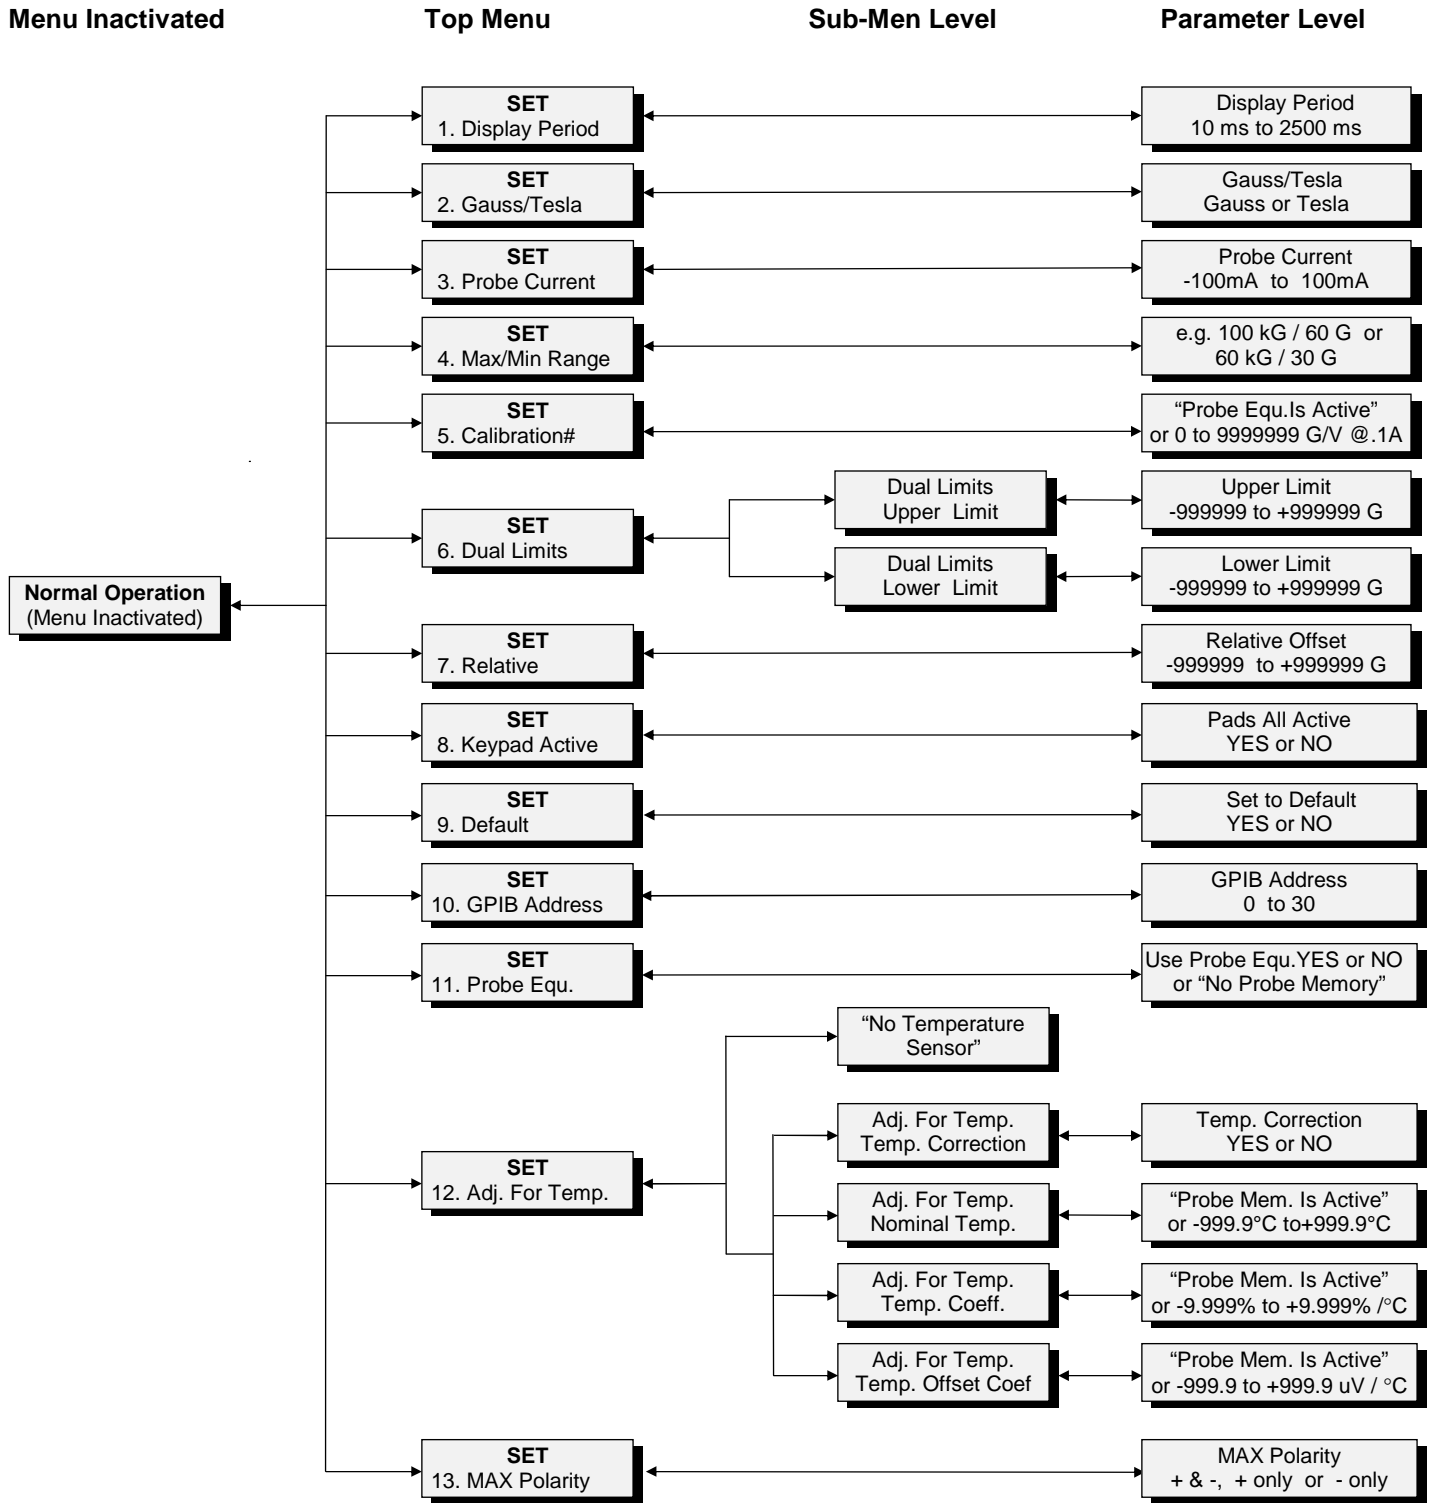 Menu Inactivated
Top Menu
Sub-Men Level
Parameter Level
SET
1. Display Period
Display Period
10 ms to 2500 ms
SET
2. Gauss/Tesla
Gauss/Tesla
Gauss or Tesla
SET
3. Probe Current
Probe Current
-100mA to 100mA
SET
4. Max/Min Range
e.g. 100 kG / 60 G or
60 kG / 30 G
SET
5. Calibration#
“Probe Equ.Is Active”
or 0 to 9999999 G/V @.1A
SET
6. Dual Limits
Dual Limits
Upper Limit
Upper Limit
-999999 to +999999 G
Dual Limits
Lower Limit
Lower Limit
-999999 to +999999 G
Normal Operation
(Menu Inactivated)
SET
7. Relative
Relative Offset
-999999 to +999999 G
SET
8. Keypad Active
Pads All Active
YES or NO
SET
9. Default
Set to Default
YES or NO
SET
10. GPIB Address
GPIB Address
0 to 30
SET
11. Probe Equ.
Use Probe Equ.YES or NO
or “No Probe Memory”
SET
12. Adj. For Temp.
“No Temperature
Sensor”
Adj. For Temp.
Temp. Correction
Temp. Correction
YES or NO
Adj. For Temp.
Nominal Temp.
“Probe Mem. Is Active”
or -999.9°C to+999.9°C
Adj. For Temp.
Temp. Coeff.
“Probe Mem. Is Active”
or -9.999% to +9.999% /°C
Adj. For Temp.
Temp. Offset Coef
“Probe Mem. Is Active”
or -999.9 to +999.9 uV / °C
SET
13. MAX Polarity
MAX Polarity
+ & -, + only or - only